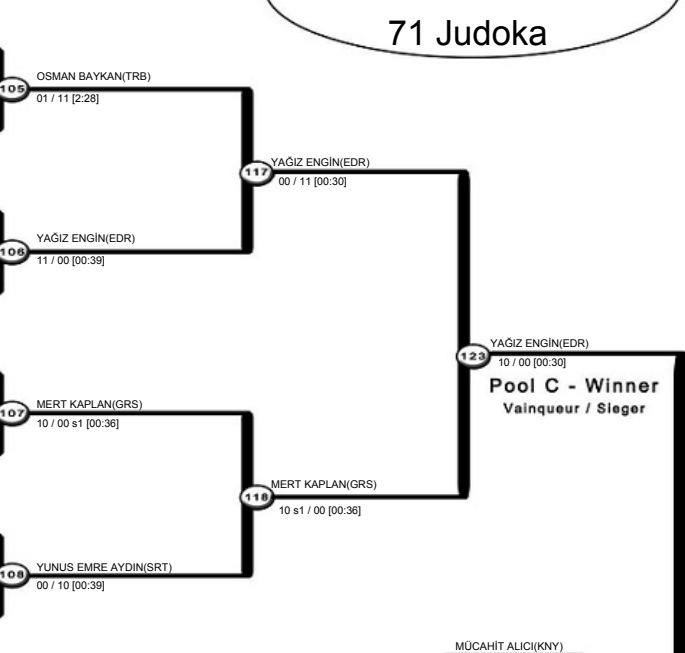 71 Judoka
105
OSMAN BAYKAN(TRB)
01 / 11 [2:28]
117
YAĞIZ ENGİN(EDR)
00 / 11 [00:30]
106
YAĞIZ ENGİN(EDR)
11 / 00 [00:39]
123
YAĞIZ ENGİN(EDR)
10 / 00 [00:30]
Pool C - Winner
Vainqueur / Sieger
107
MERT KAPLAN(GRS)
10 / 00 s1 [00:36]
118
MERT KAPLAN(GRS)
10 s1 / 00 [00:36]
108
YUNUS EMRE AYDIN(SRT)
00 / 10 [00:39]
MÜCAHİT ALICI(KNY)